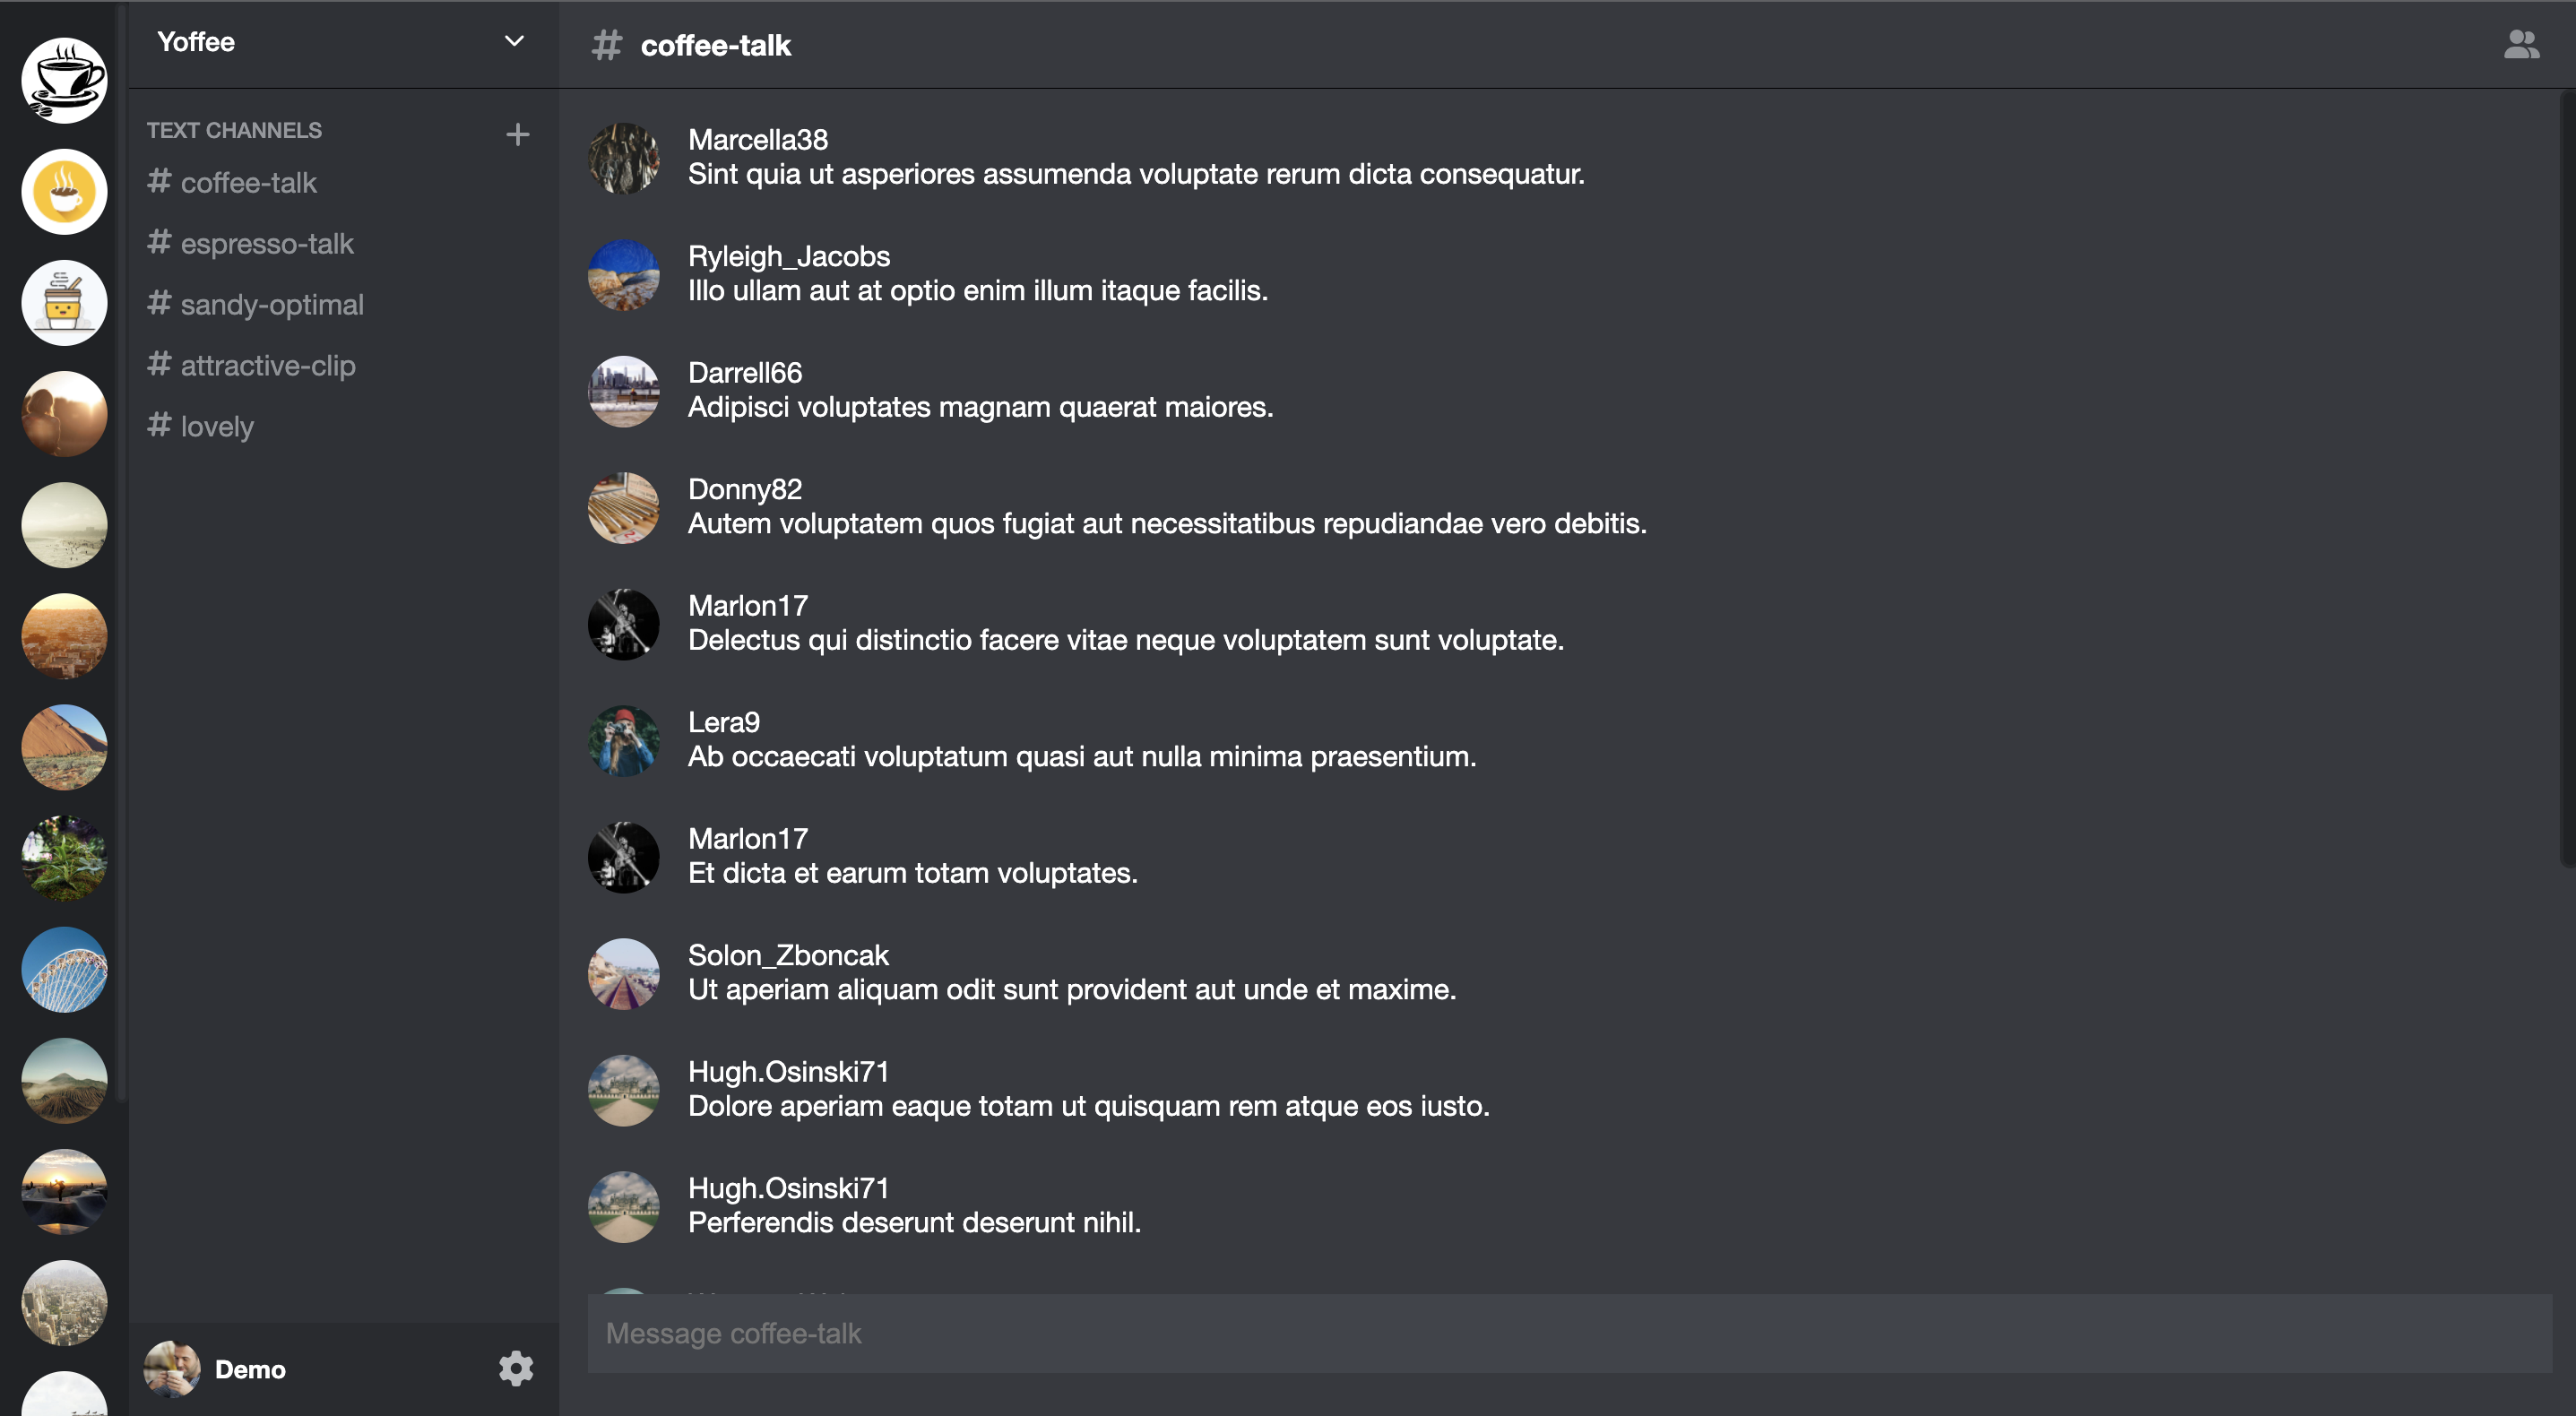 Yoffee
TEXT CHANNELS
# coffee-talk
# espresso-talk
# sandy-optimal
# attractive-clip
# lovely
Demo
# coffee-talk
Marcella38
Sint quia ut asperiores assumenda voluptate rerum dicta consequatur.
Ryleigh_Jacobs
Illo ullam aut at optio enim illum itaque facilis.
Darrell66
Adipisci voluptates magnam quaerat maiores.
Donny82
Autem voluptatem quos fugiat aut necessitatibus repudiandae vero debitis.
Marlon17
Delectus qui distinctio facere vitae neque voluptatem sunt voluptate.
Lera9
Ab occaecati voluptatum quasi aut nulla minima praesentium.
Marlon17
Et dicta et earum totam voluptates.
Solon_Zboncak
Ut aperiam aliquam odit sunt provident aut unde et maxime.
Hugh.Osinski71
Dolore aperiam eaque totam ut quisquam rem atque eos iusto.
Hugh.Osinski71
Perferendis deserunt deserunt nihil.
Message coffee-talk